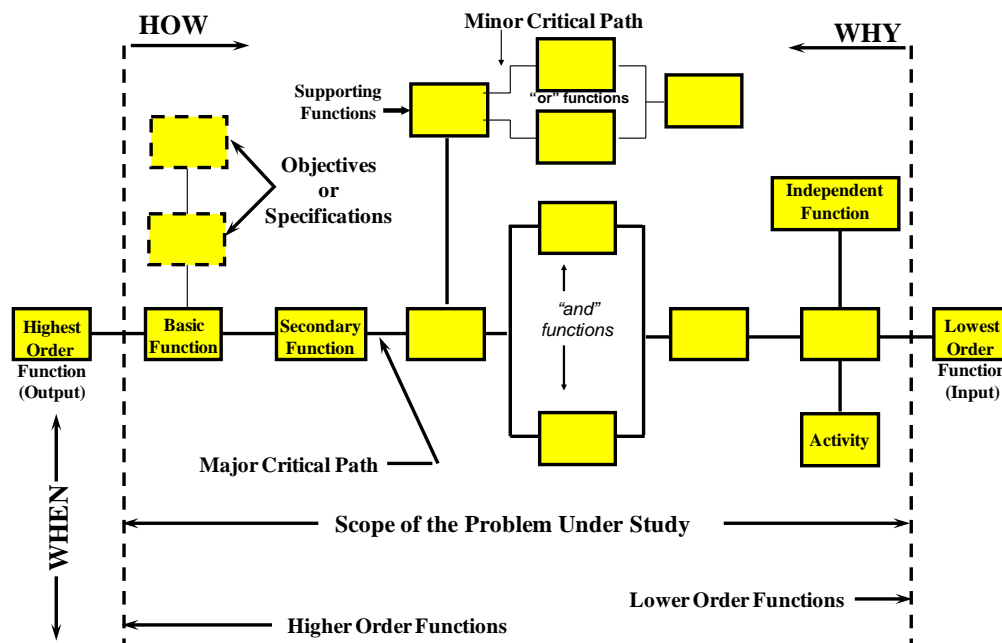 HOW
Minor Critical Path
WHY
Supporting
Functions
"or" functions
Objectives
or
Specifications
Independent
Function
"and"
functions
Highest
Order
Function
(Output)
Basic
Function
Secondary
Function
Lowest
Order
Function
(Input)
Activity
Major Critical Path
WHEN
Scope of the Problem Under Study
Lower Order Functions
Higher Order Functions